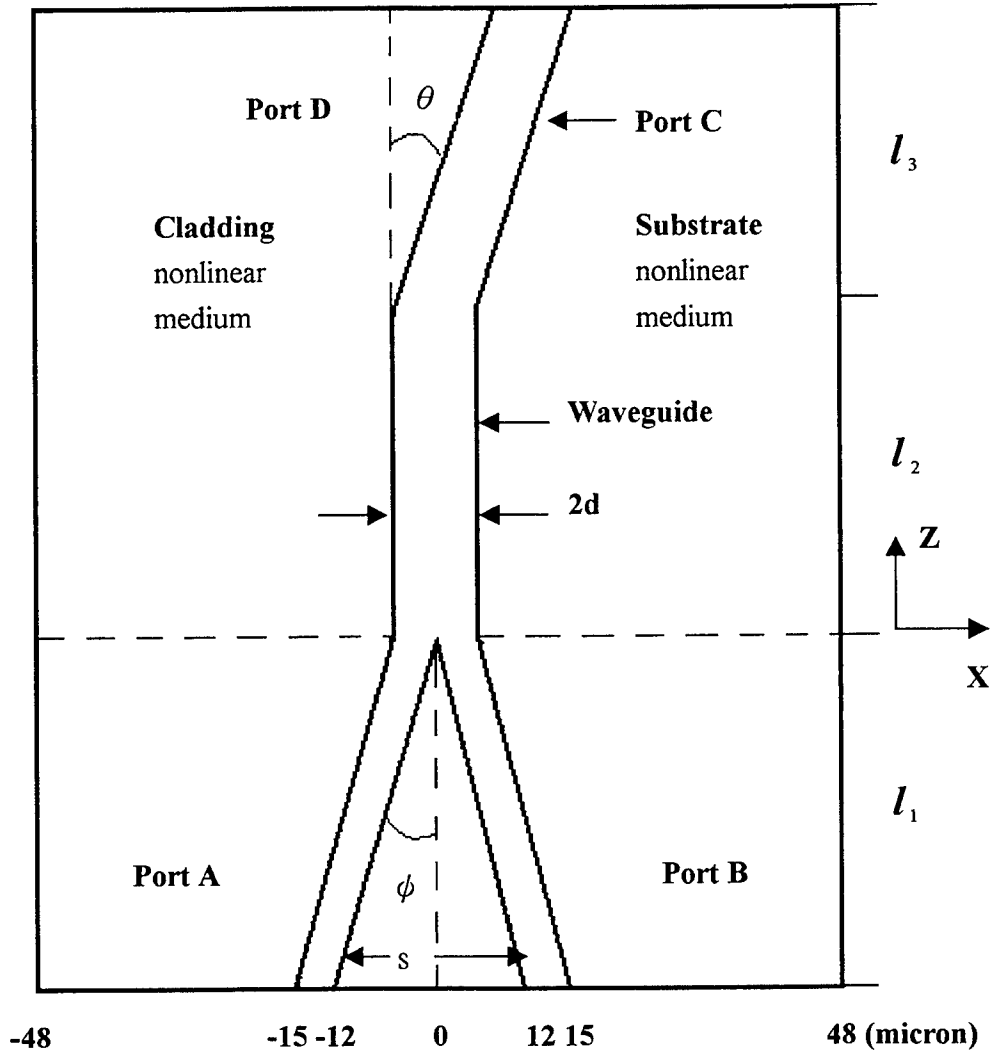 θ
Port D
Port C
l₃
Cladding
nonlinear
medium
Substrate
nonlinear
medium
Waveguide
l₂
2d
Z
X
l₁
Port A
Port B
ϕ
s
-48 -15 -12 0 12 15 48 (micron)